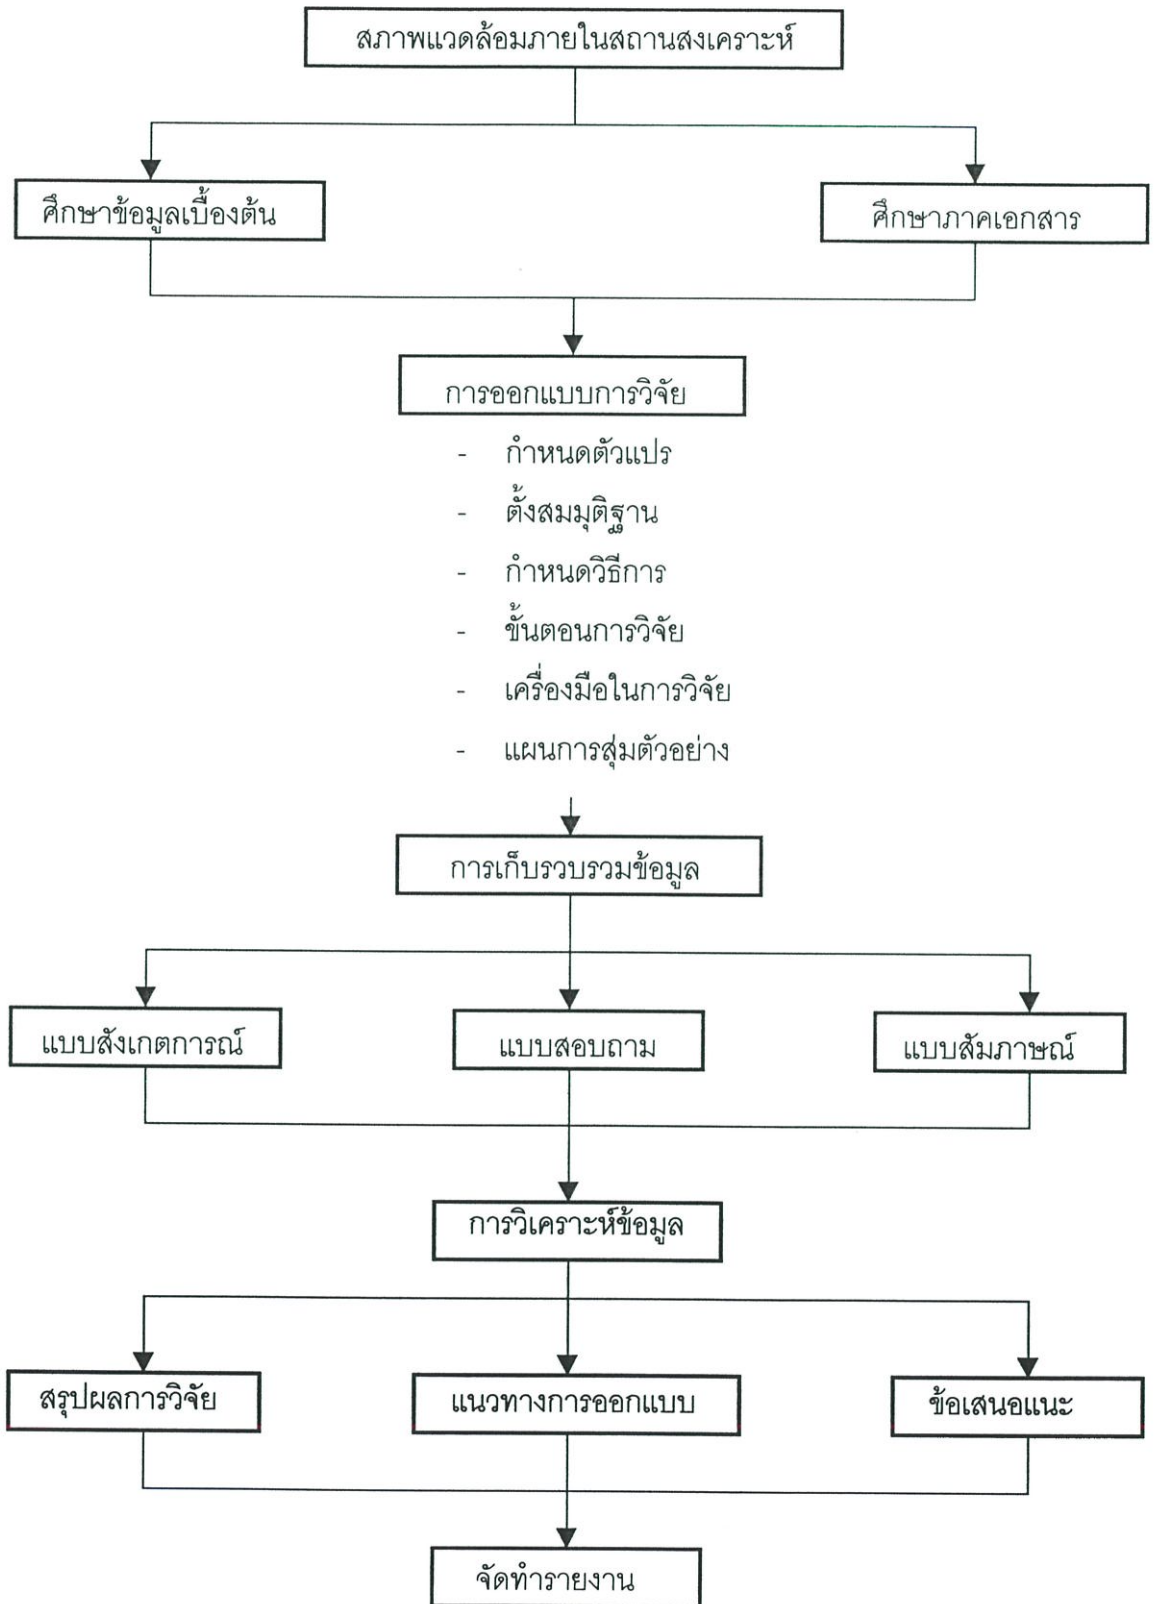 สภาพแวดล้อมภายในสถานสงเคราะห์
ศึกษาข้อมูลเบื้องต้น
ศึกษาภาคเอกสาร
การออกแบบการวิจัย
- กำหนดตัวแปร
- ตั้งสมมุติฐาน
- กำหนดวิธีการ
- ขั้นตอนการวิจัย
- เครื่องมือในการวิจัย
- แผนการสุ่มตัวอย่าง
การเก็บรวบรวมข้อมูล
แบบสังเกตการณ์
แบบสอบถาม
แบบสัมภาษณ์
การวิเคราะห์ข้อมูล
สรุปผลการวิจัย
แนวทางการออกแบบ
ข้อเสนอแนะ
จัดทำรายงาน